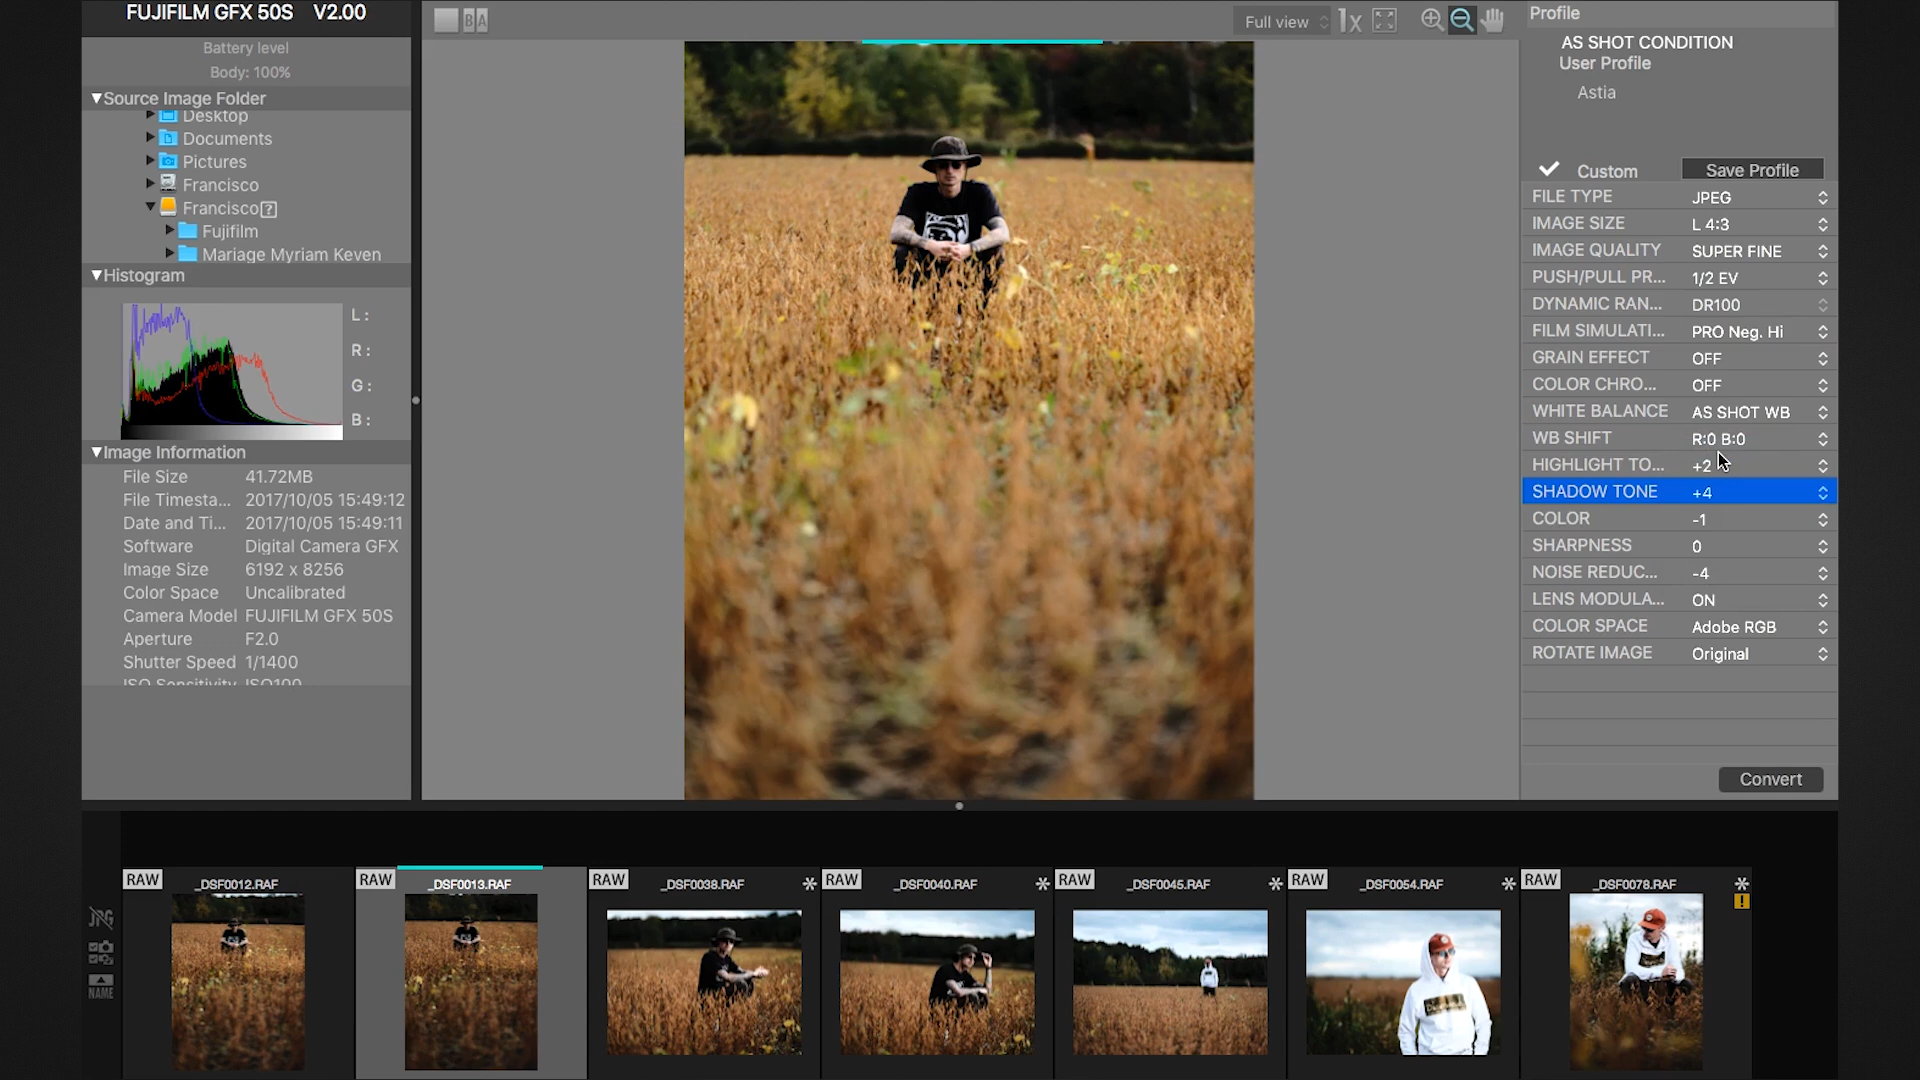 FUJIFILM GFX 50S V2.00
Battery level
Body: 100%
▼Source Image Folder
Desktop
Documents
Pictures
Francisco
Francisco[?]
Fujifilm
Mariage Myriam Keven
▼Histogram
L :
R :
G :
B :
▼Image Information
File Size 41.72MB
File Timesta... 2017/10/05 15:49:12
Date and Ti... 2017/10/05 15:49:11
Software Digital Camera GFX
Image Size 6192 x 8256
Color Space Uncalibrated
Camera Model FUJIFILM GFX 50S
Aperture F2.0
Shutter Speed 1/1400
ISO Sensitivity ISO100
B A
Full view
1x
Profile
AS SHOT CONDITION
User Profile
Astia
Custom Save Profile
FILE TYPE JPEG
IMAGE SIZE L 4:3
IMAGE QUALITY SUPER FINE
PUSH/PULL PR... 1/2 EV
DYNAMIC RAN... DR100
FILM SIMULATI... PRO Neg. Hi
GRAIN EFFECT OFF
COLOR CHRO... OFF
WHITE BALANCE AS SHOT WB
WB SHIFT R:0 B:0
HIGHLIGHT TO... +2
SHADOW TONE +4
COLOR -1
SHARPNESS 0
NOISE REDUC... -4
LENS MODULA... ON
COLOR SPACE Adobe RGB
ROTATE IMAGE Original
Convert
JPG
NAME
RAW _DSF0012.RAF
RAW _DSF0013.RAF
RAW _DSF0038.RAF *
RAW _DSF0040.RAF *
RAW _DSF0045.RAF *
RAW _DSF0054.RAF *
RAW _DSF0078.RAF *
!